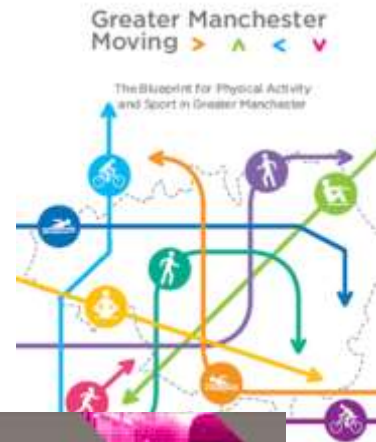 Greater Manchester
Moving > ʌ < v
The Blueprint for Physical Activity
and Sport in Greater Manchester